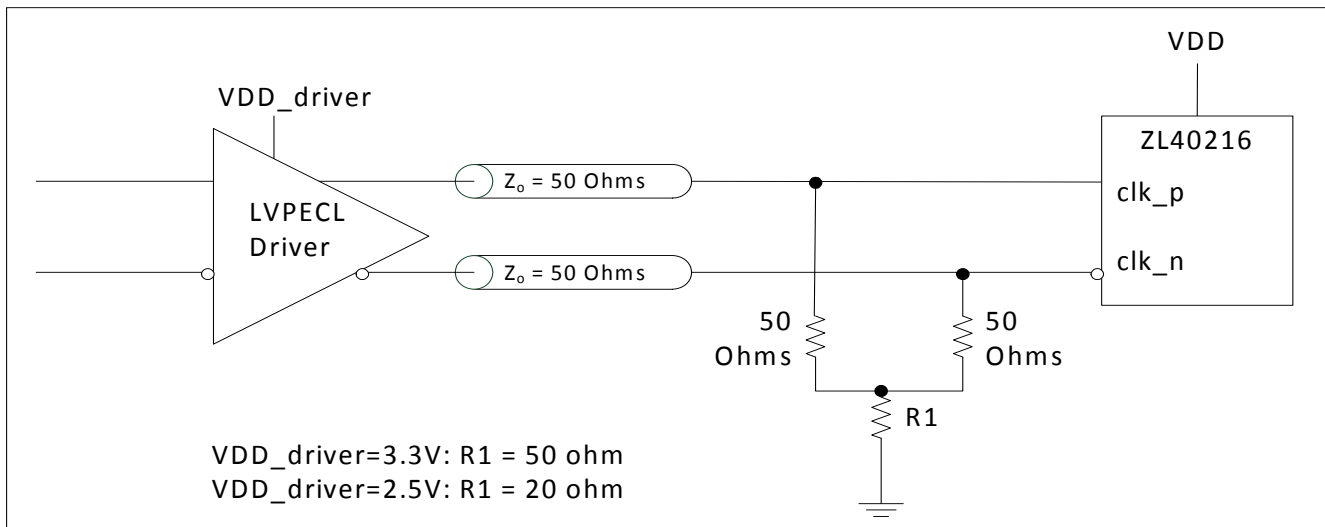 VDD
VDD_driver
ZL40216
Zₒ = 50 Ohms
clk_p
LVPECL
Driver
Zₒ = 50 Ohms
clk_n
50
Ohms
50
Ohms
R1
VDD_driver=3.3V: R1 = 50 ohm
VDD_driver=2.5V: R1 = 20 ohm